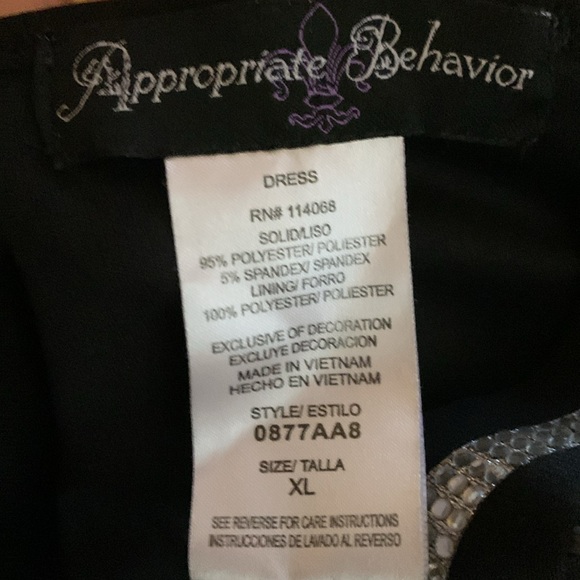 Appropriate Behavior
DRESS
RN# 114068
SOLID/LISO
95% POLYESTER/ POLIESTER
5% SPANDEX/ SPANDEX
LINING/ FORRO
100% POLYESTER/ POLIESTER
EXCLUSIVE OF DECORATION
EXCLUYE DECORACION
MADE IN VIETNAM
HECHO EN VIETNAM
STYLE/ ESTILO
0877AA8
SIZE/ TALLA
XL
SEE REVERSE FOR CARE INSTRUCTIONS
INSTRUCCIONES DE LAVADO AL REVERSO